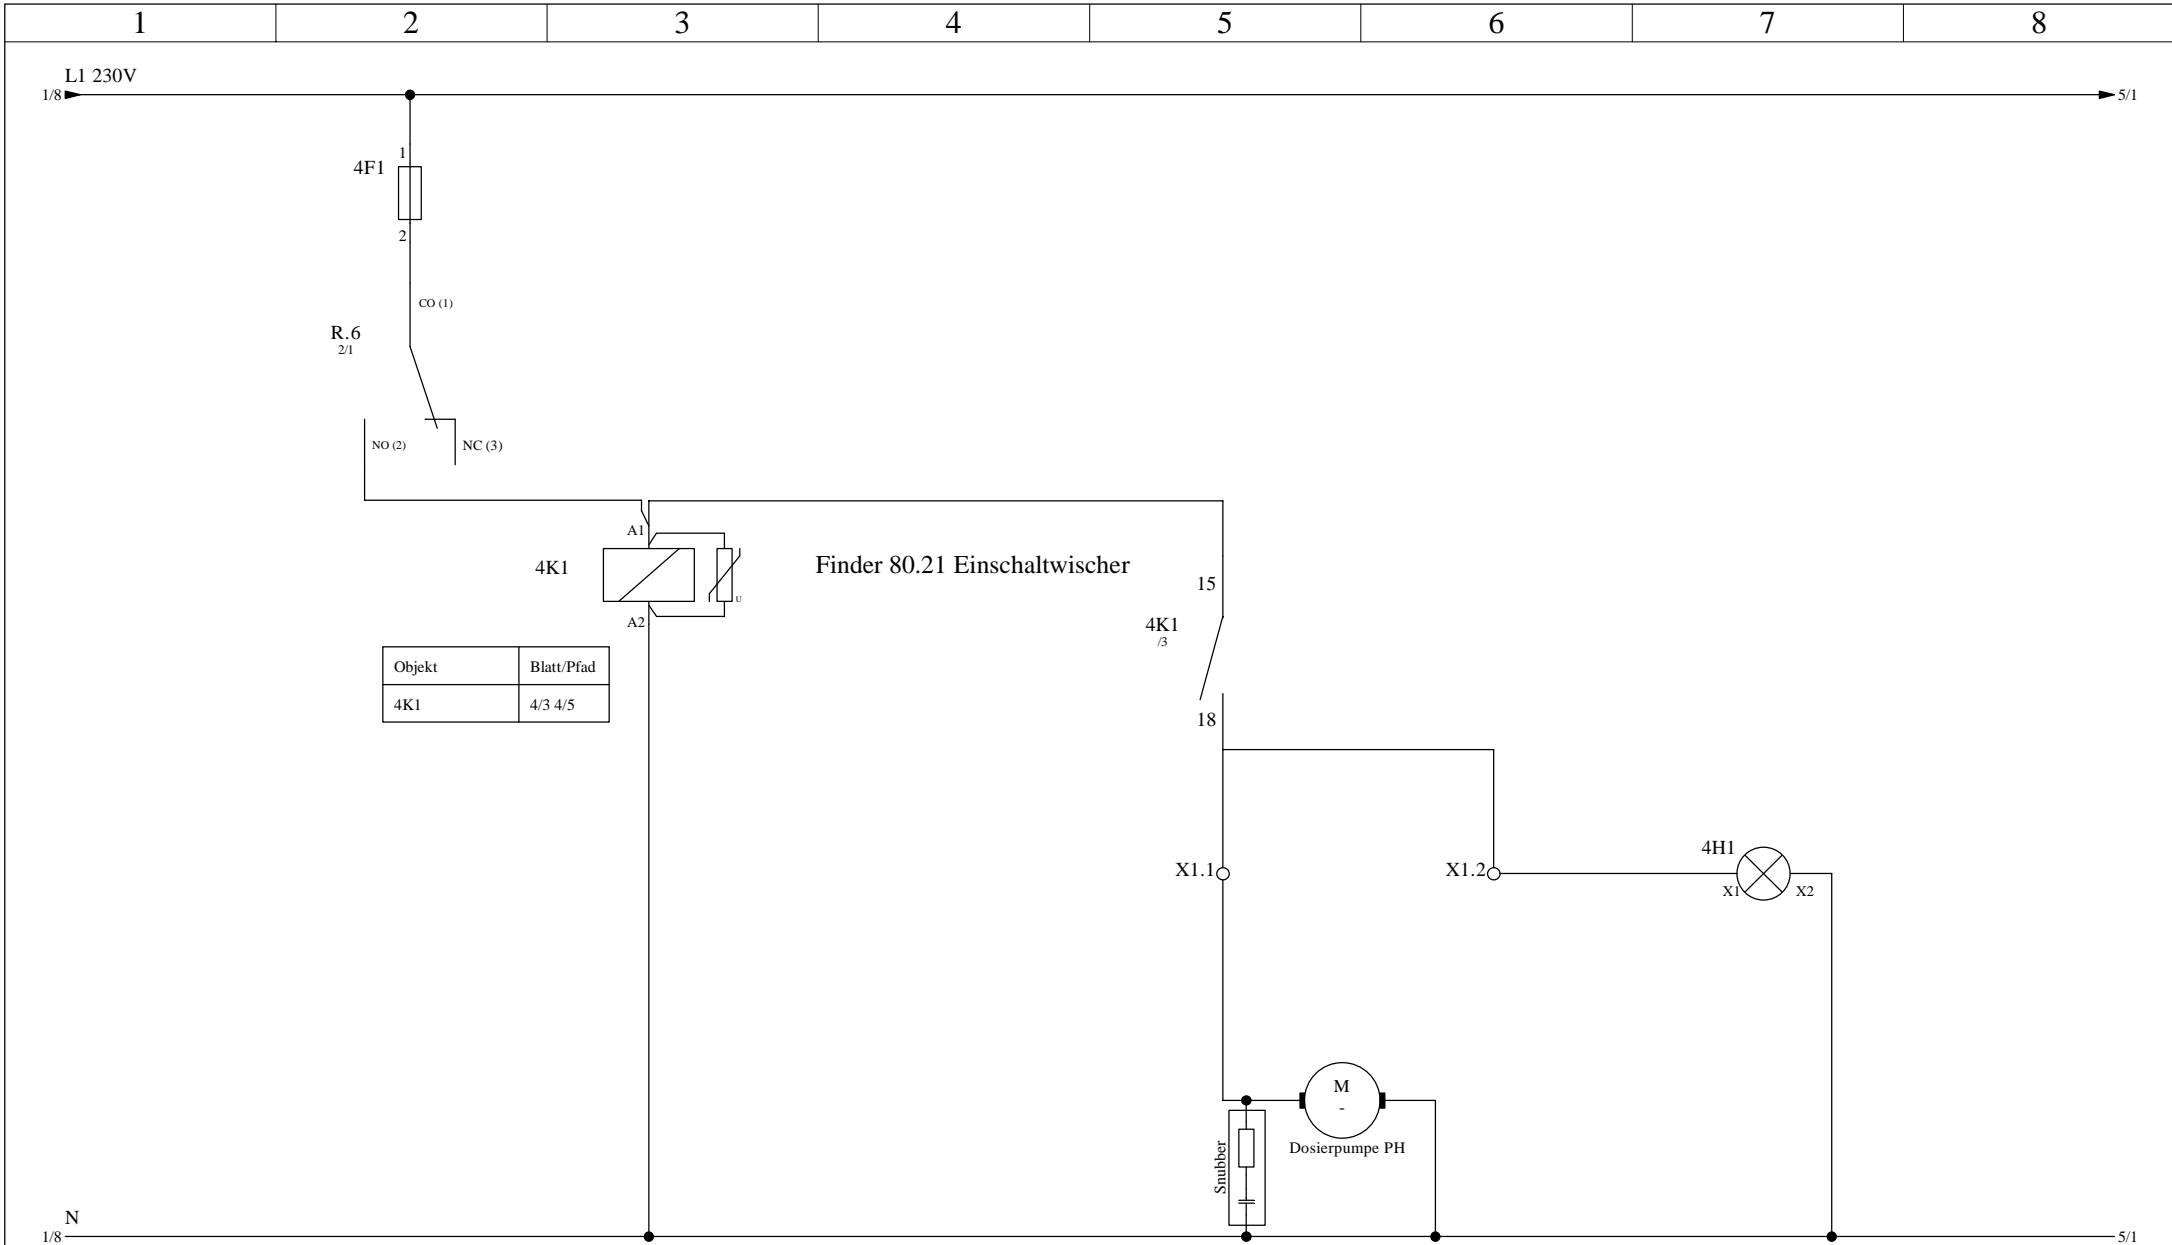 1 2 3 4 5 6 7 8
L1 230V
1/8 5/1
1
4F1
2
CO (1)
R.6
2/1
NO (2) NC (3)
A1
4K1 Finder 80.21 Einschaltwischer
U
A2
15
4K1
/3
18
Objekt Blatt/Pfad
4K1 4/3 4/5
X1.1 X1.2 4H1
X1 X2
M
-
Dosierpumpe PH
Snubber
N
1/8 5/1